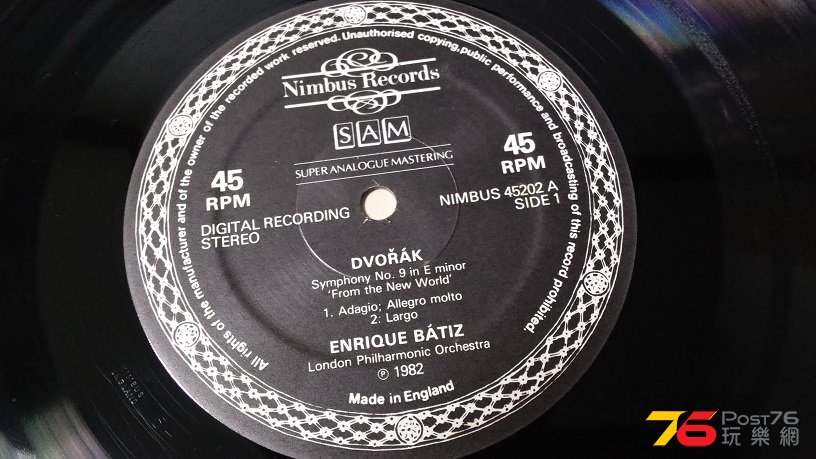 All rights of the manufacturer and of the owner of the recorded work reserved. Unauthorised copying, public performance and broadcasting of this record prohibited.
Nimbus Records
SAM
SUPER ANALOGUE MASTERING
45
RPM
45
RPM
DIGITAL RECORDING
STEREO
NIMBUS 45202 A
SIDE 1
DVOŘÁK
Symphony No. 9 in E minor
'From the New World'
1. Adagio; Allegro molto
2. Largo
ENRIQUE BÁTIZ
London Philharmonic Orchestra
℗ 1982
Made in England
NIMBUS
ENGLAND
76 Post76
玩樂網